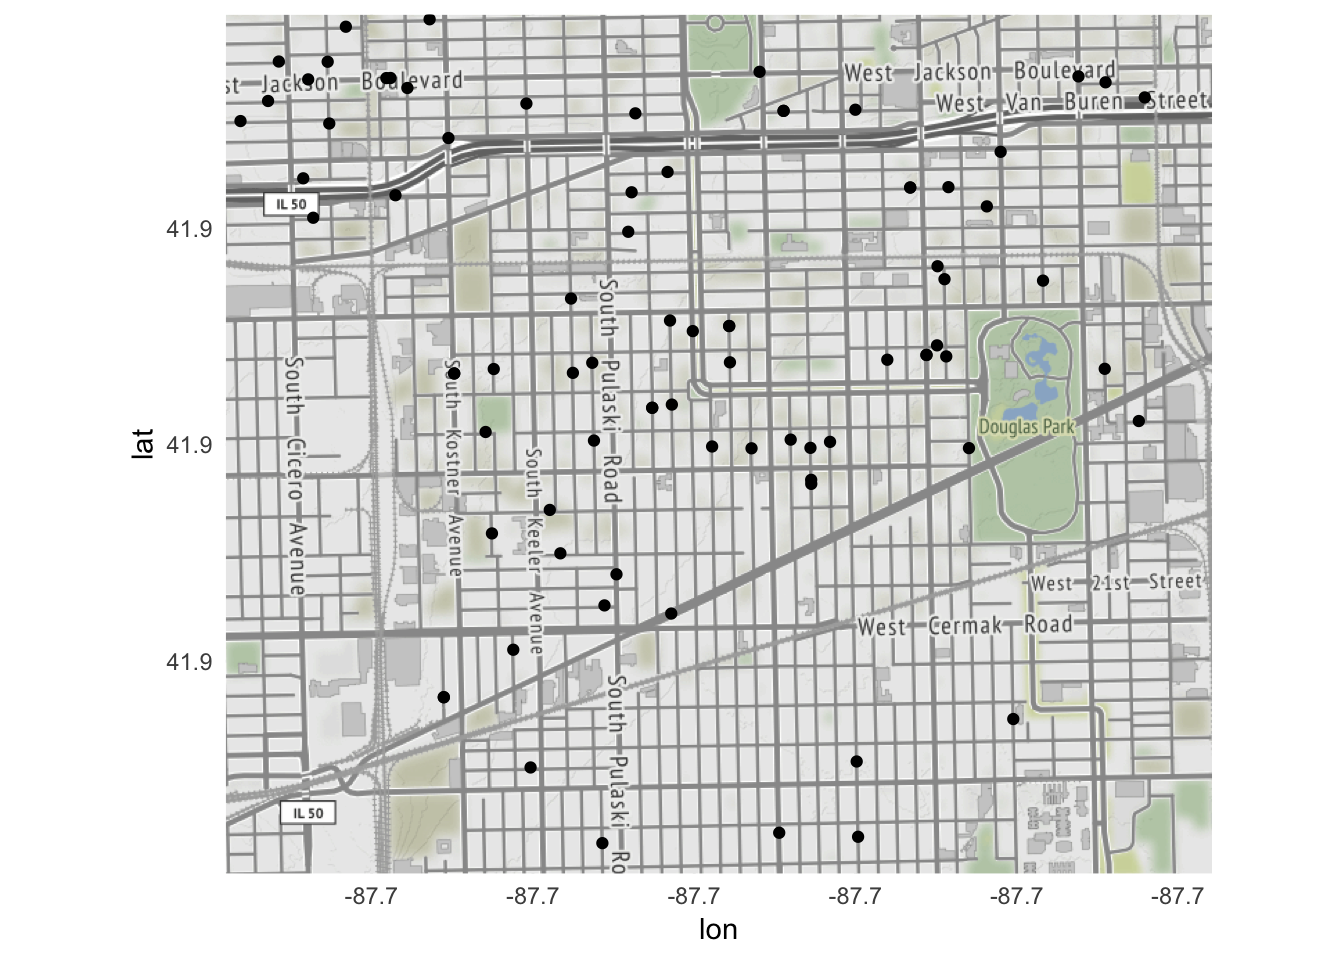 st Jackson Boulevard
West Jackson Boulevard
West Van Buren Street
IL 50
41.9
South Pulaski Road
South Cicero Avenue
South Kostner Avenue
Douglas Park
lat
41.9
South Keeler Avenue
West 21st Street
West Cermak Road
41.9
South Pulaski Ro
IL 50
-87.7 -87.7 -87.7 -87.7 -87.7 -87.7
lon